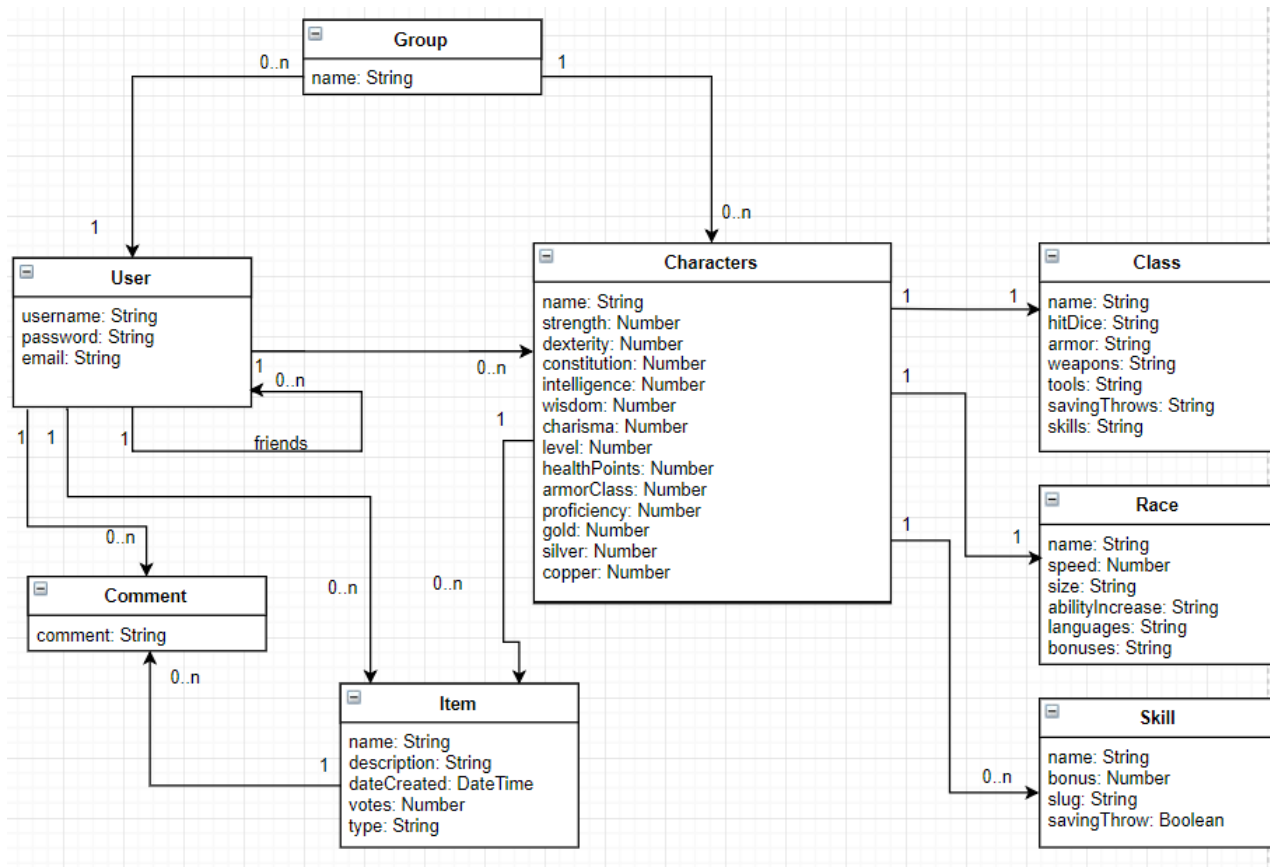 Group
name: String
0..n
1
1
0..n
User
username: String
password: String
email: String
1
0..n
0..n
1
1
1
friends
Characters
name: String
strength: Number
dexterity: Number
constitution: Number
intelligence: Number
wisdom: Number
charisma: Number
level: Number
healthPoints: Number
armorClass: Number
proficiency: Number
gold: Number
silver: Number
copper: Number
1
1
1
1
1
0..n
1
0..n
Class
name: String
hitDice: String
armor: String
weapons: String
tools: String
savingThrows: String
skills: String
Race
name: String
speed: Number
size: String
abilityIncrease: String
languages: String
bonuses: String
Skill
name: String
bonus: Number
slug: String
savingThrow: Boolean
0..n
0..n
Comment
comment: String
0..n
1
Item
name: String
description: String
dateCreated: DateTime
votes: Number
type: String